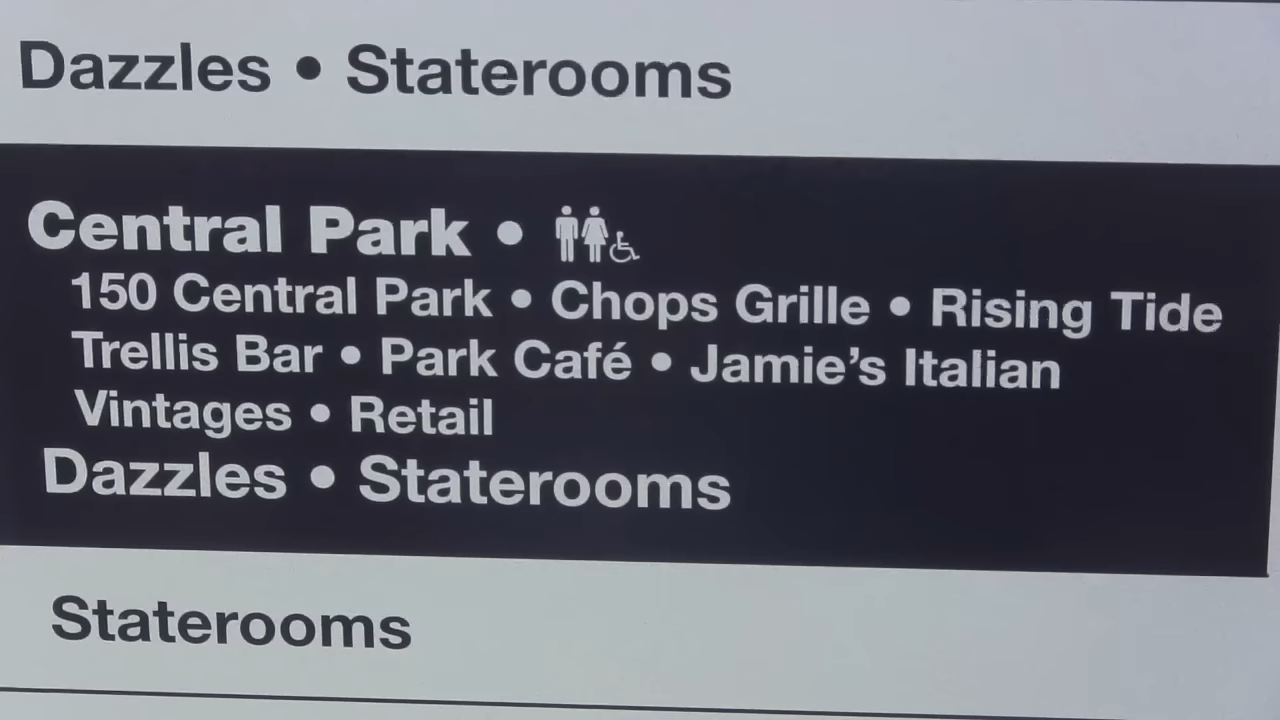 Dazzles • Staterooms
Central Park •
150 Central Park • Chops Grille • Rising Tide
Trellis Bar • Park Café • Jamie's Italian
Vintages • Retail
Dazzles • Staterooms
Staterooms